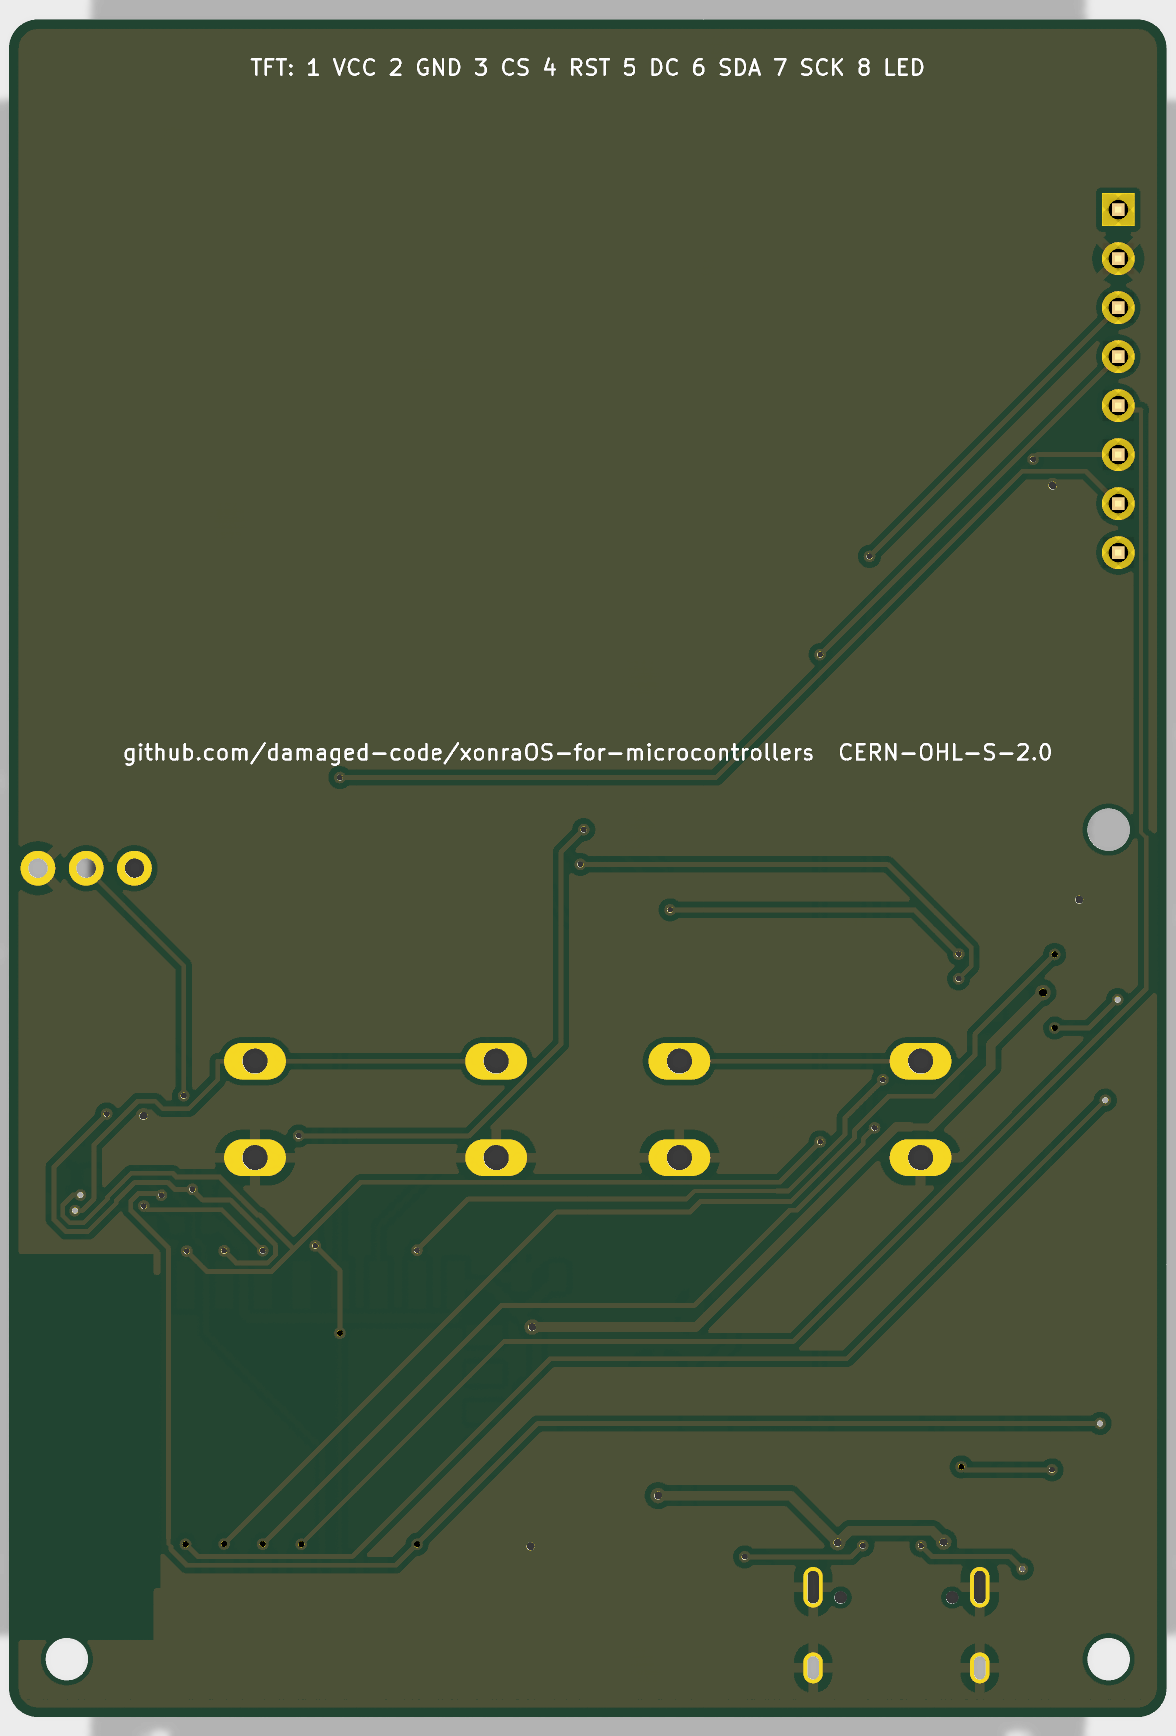 TFT: 1 VCC 2 GND 3 CS 4 RST 5 DC 6 SDA 7 SCK 8 LED
github.com/damaged-code/xonraOS-for-microcontrollers CERN-OHL-S-2.0